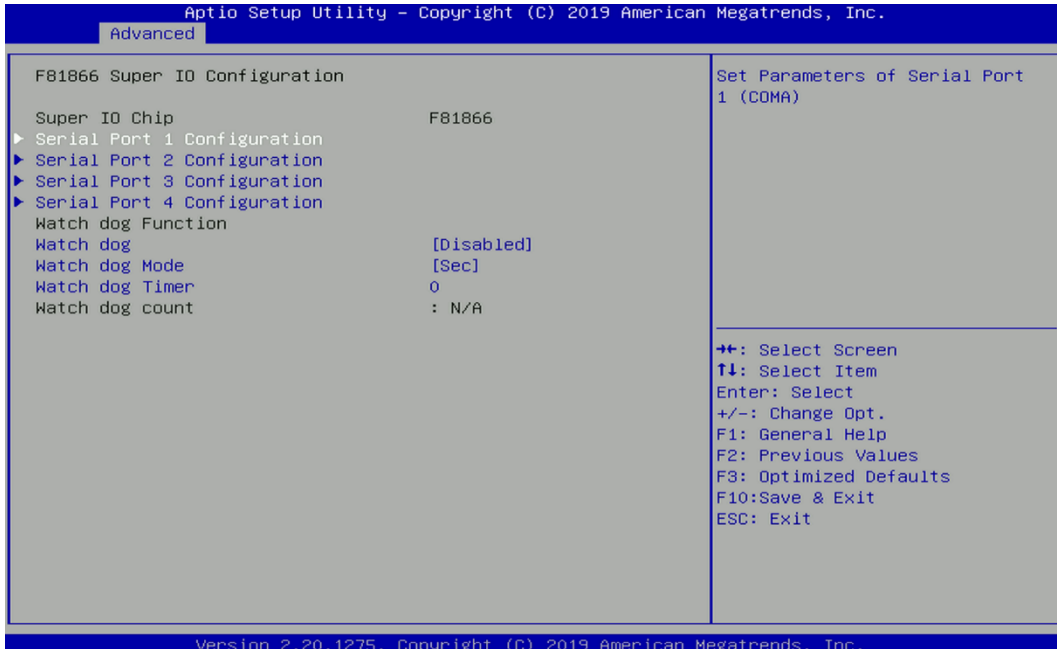 Aptio Setup Utility – Copyright (C) 2019 American Megatrends, Inc.
Advanced
F81866 Super IO Configuration
Super IO Chip F81866
▶ Serial Port 1 Configuration
▶ Serial Port 2 Configuration
▶ Serial Port 3 Configuration
▶ Serial Port 4 Configuration
Watch dog Function
Watch dog [Disabled]
Watch dog Mode [Sec]
Watch dog Timer 0
Watch dog count : N/A
Set Parameters of Serial Port
1 (COMA)
→←: Select Screen
↑↓: Select Item
Enter: Select
+/-: Change Opt.
F1: General Help
F2: Previous Values
F3: Optimized Defaults
F10:Save & Exit
ESC: Exit
Version 2.20.1275. Copyright (C) 2019 American Megatrends, Inc.